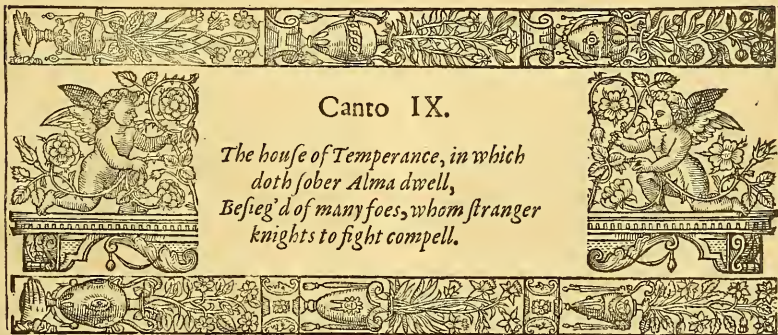 Canto IX.
The houſe of Temperance, in which
doth ſober Alma dwell,
Beſieg'd of many foes, whom ſtranger
knights to fight compell.